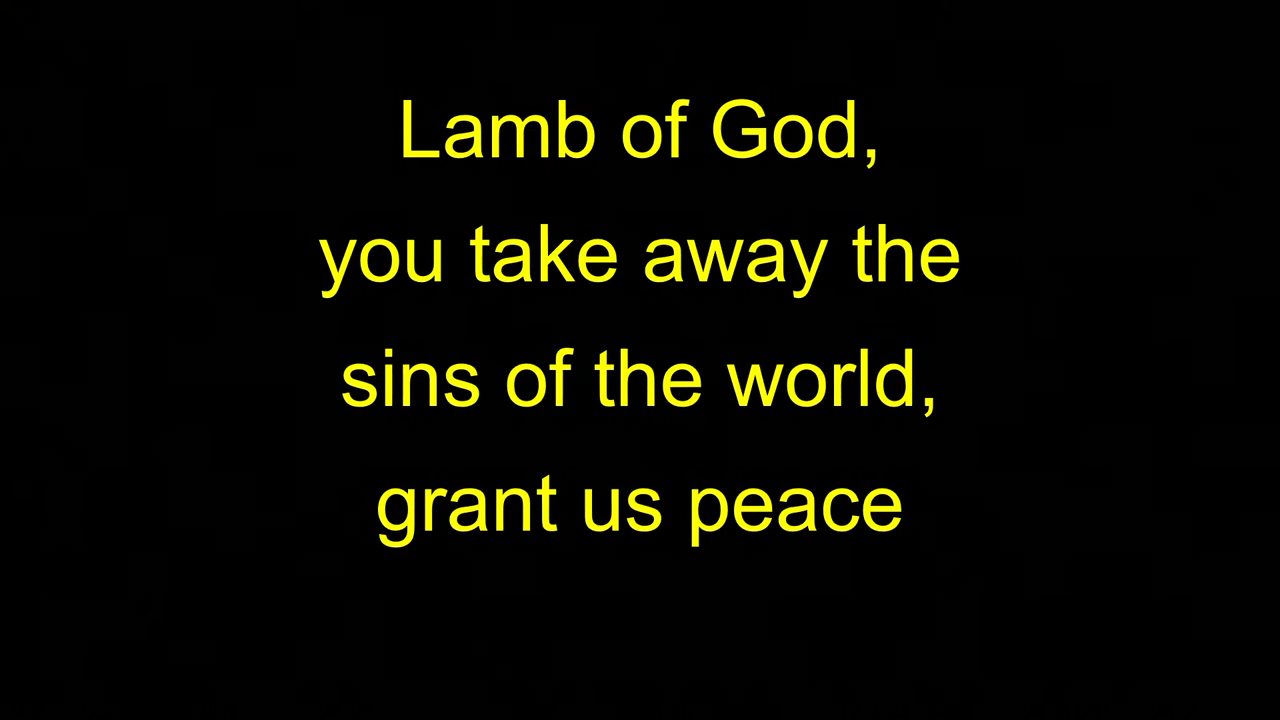 Lamb of God,
you take away the
sins of the world,
grant us peace